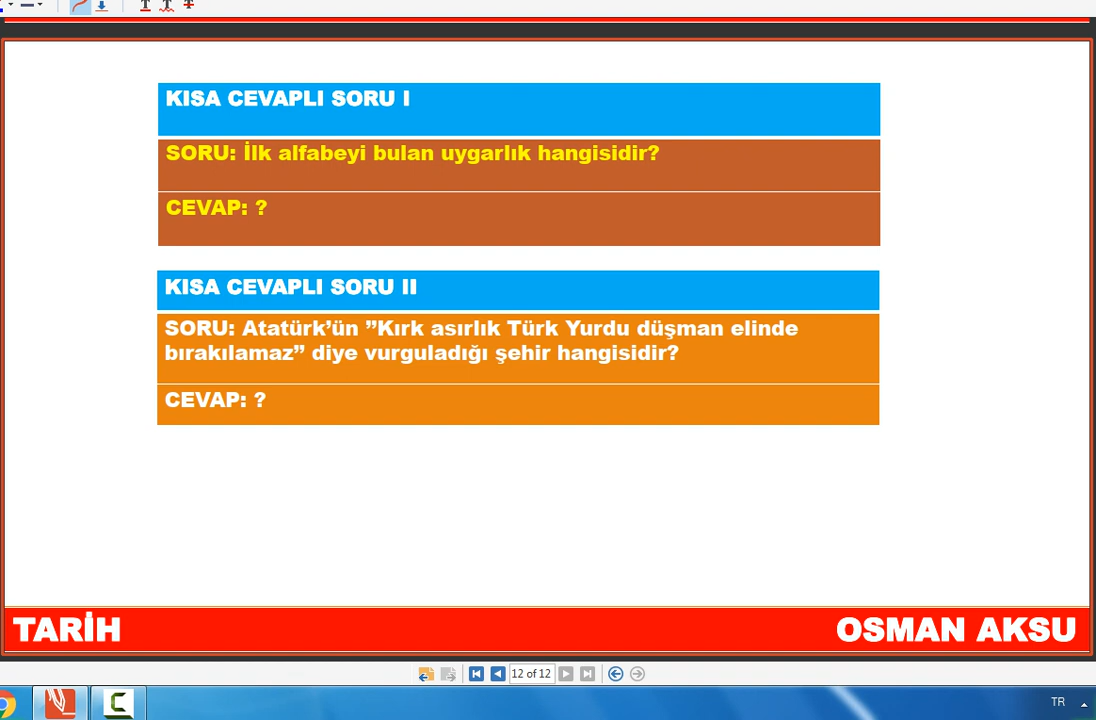 KISA CEVAPLI SORU I
SORU: İlk alfabeyi bulan uygarlık hangisidir?
CEVAP: ?
KISA CEVAPLI SORU II
SORU: Atatürk’ün ”Kırk asırlık Türk Yurdu düşman elinde
bırakılamaz” diye vurguladığı şehir hangisidir?
CEVAP: ?
TARİH
OSMAN AKSU
12 of 12
TR